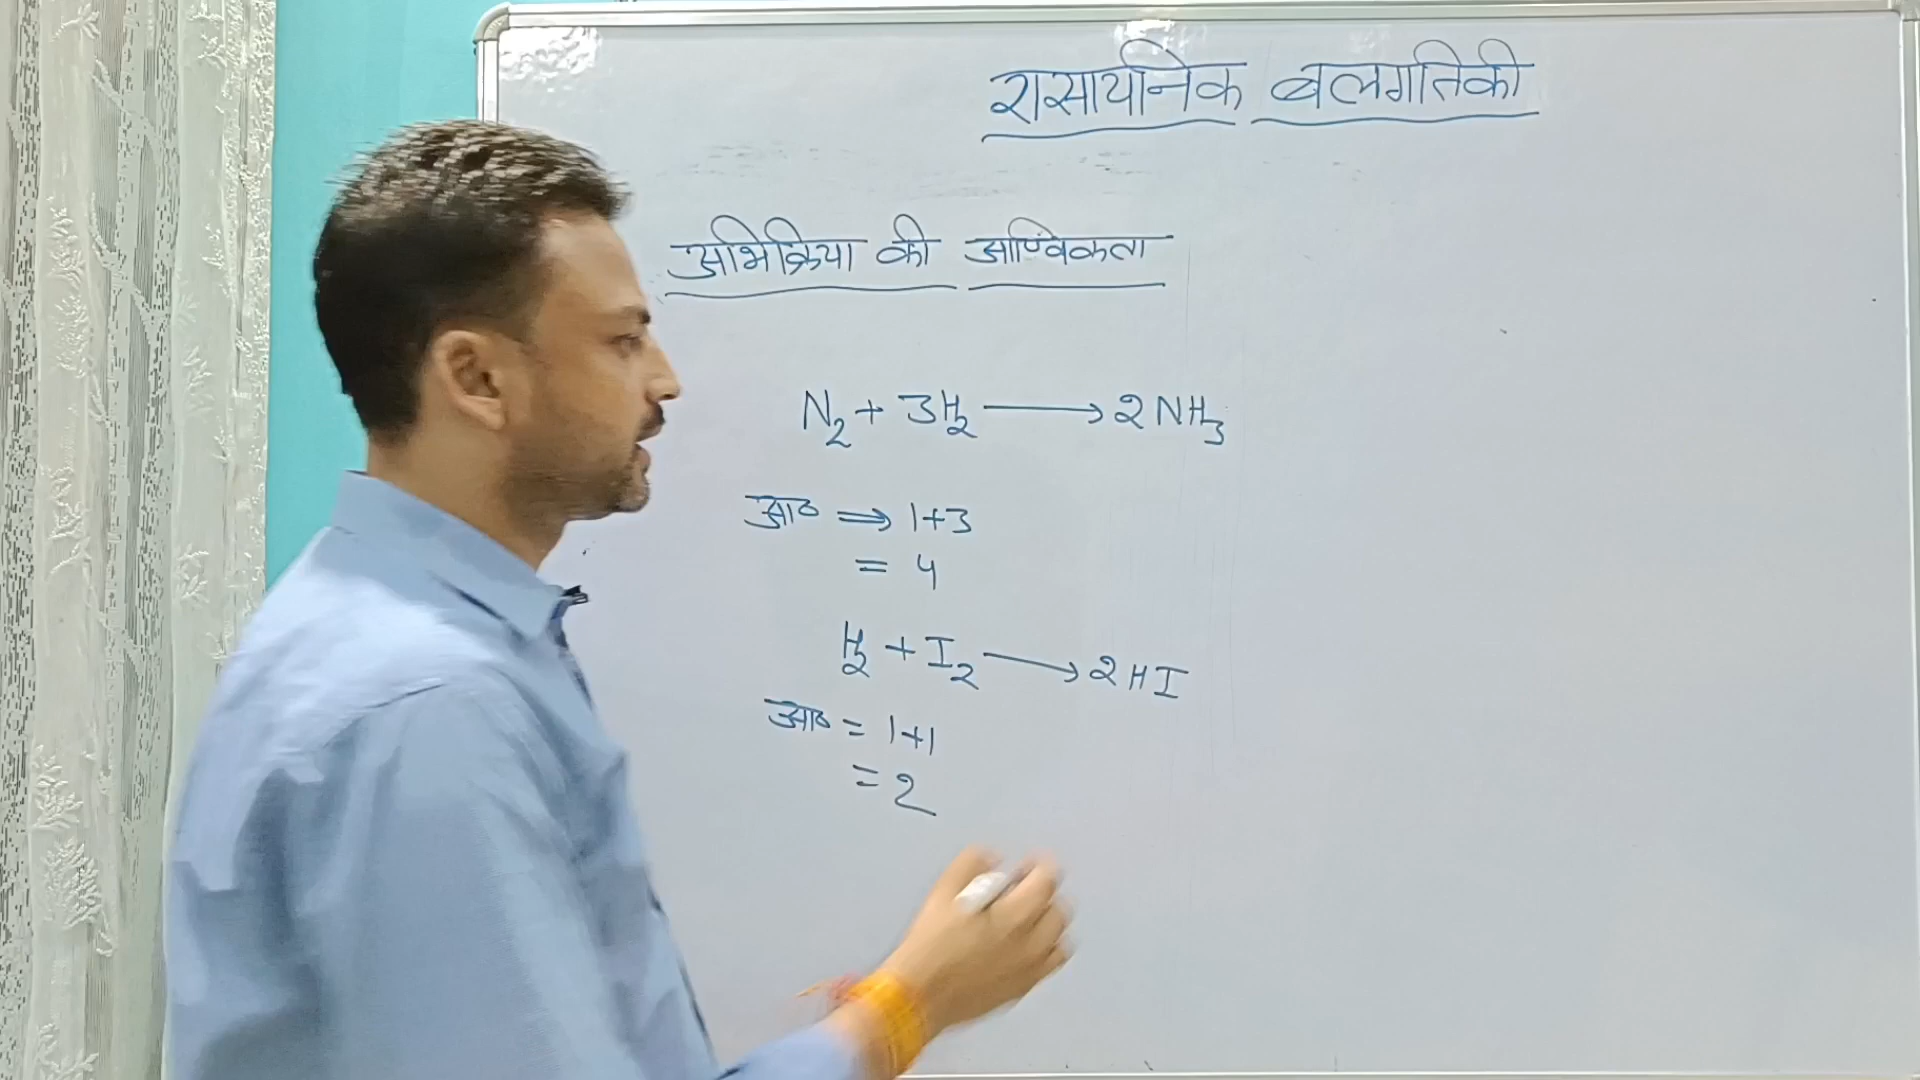 रासायनिक बलगतिकी
अभिक्रिया की आण्विकता
N₂ + 3H₂ ⟶ 2NH₃
आ० ⇒ 1+3
= 4
H₂ + I₂ ⟶ 2HI
आ० = 1+1
= 2